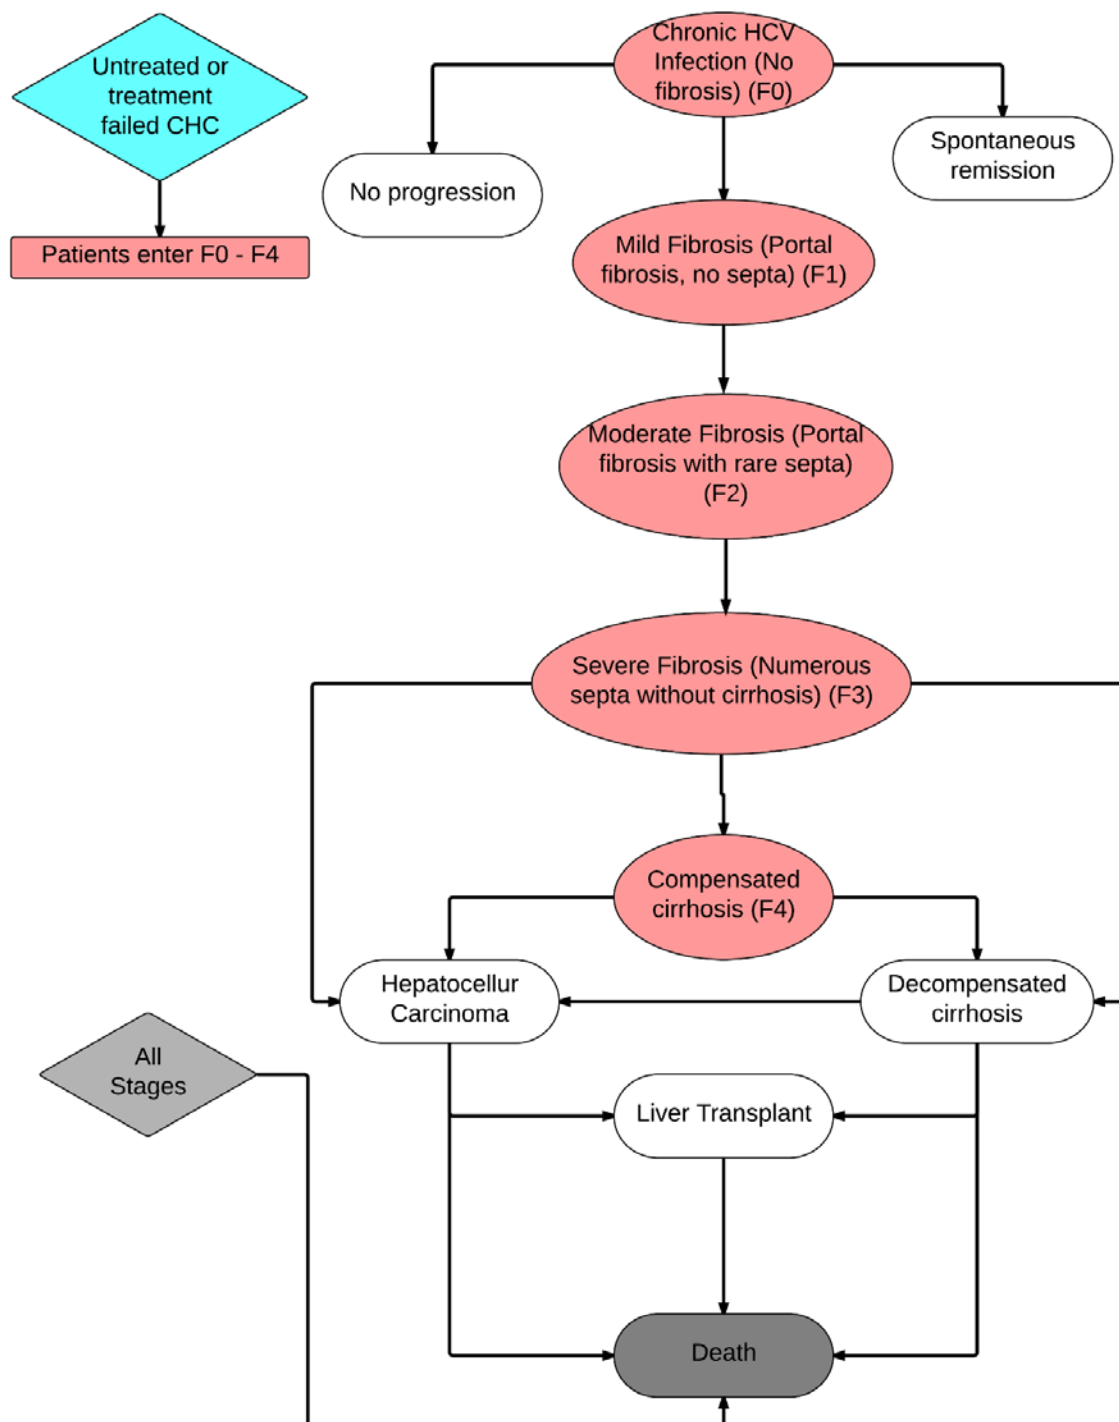 Untreated or
treatment
failed CHC
Patients enter F0 - F4
Chronic HCV
Infection (No
fibrosis) (F0)
No progression
Spontaneous
remission
Mild Fibrosis (Portal
fibrosis, no septa) (F1)
Moderate Fibrosis (Portal
fibrosis with rare septa)
(F2)
Severe Fibrosis (Numerous
septa without cirrhosis) (F3)
Compensated
cirrhosis (F4)
Hepatocellur
Carcinoma
Decompensated
cirrhosis
All
Stages
Liver Transplant
Death